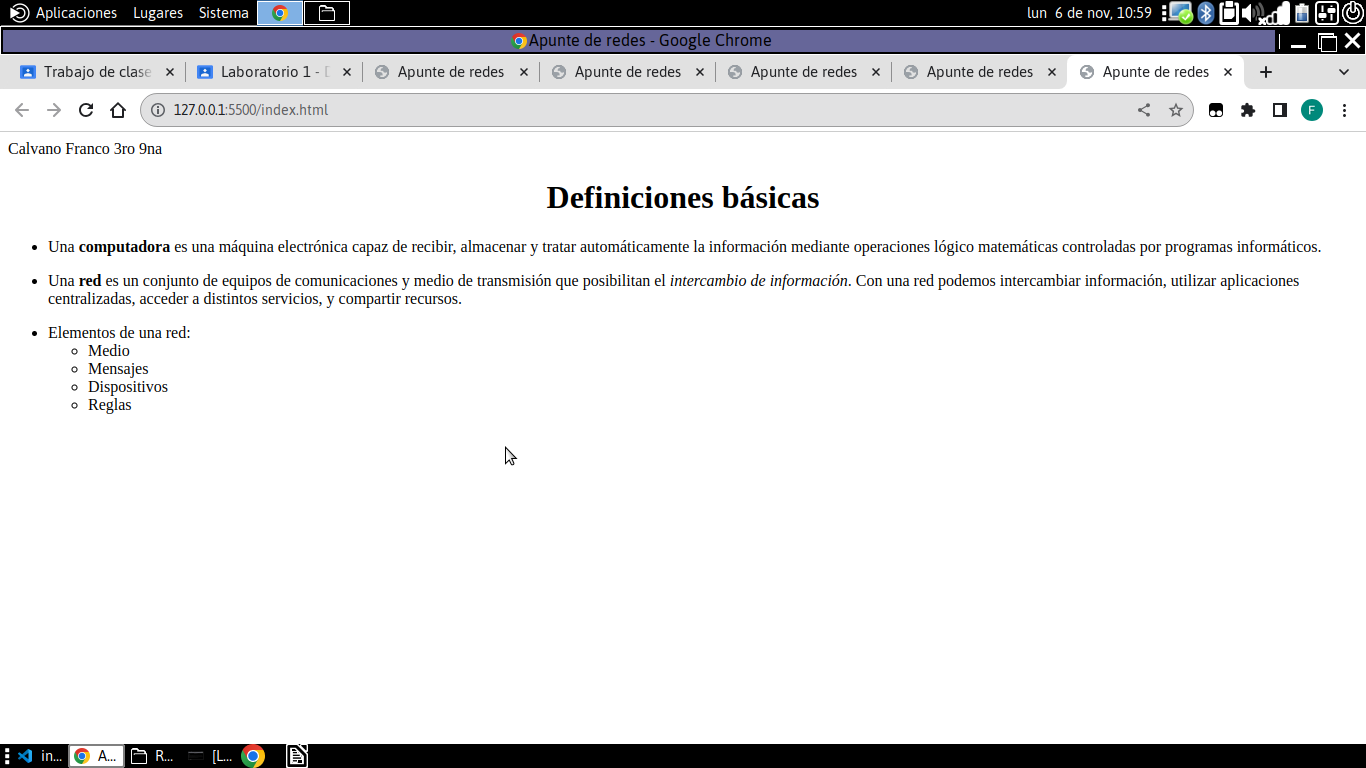 Aplicaciones Lugares Sistema lun 6 de nov, 10:59
Apunte de redes - Google Chrome
Trabajo de clase Laboratorio 1 - Apunte de redes Apunte de redes Apunte de redes Apunte de redes Apunte de redes
127.0.0.1:5500/index.html F
Calvano Franco 3ro 9na
Definiciones básicas
Una computadora es una máquina electrónica capaz de recibir, almacenar y tratar automáticamente la información mediante operaciones lógico matemáticas controladas por programas informáticos.
Una red es un conjunto de equipos de comunicaciones y medio de transmisión que posibilitan el intercambio de información. Con una red podemos intercambiar información, utilizar aplicaciones
centralizadas, acceder a distintos servicios, y compartir recursos.
Elementos de una red:
Medio
Mensajes
Dispositivos
Reglas
in... A... R... [L...